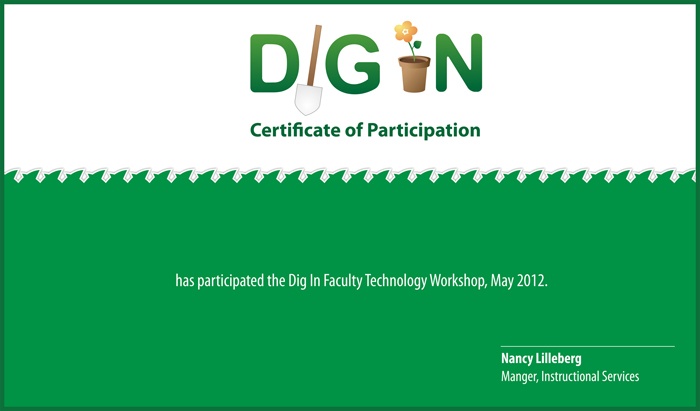 DIG IN
Certificate of Participation
has participated the Dig In Faculty Technology Workshop, May 2012.
Nancy Lilleberg
Manger, Instructional Services